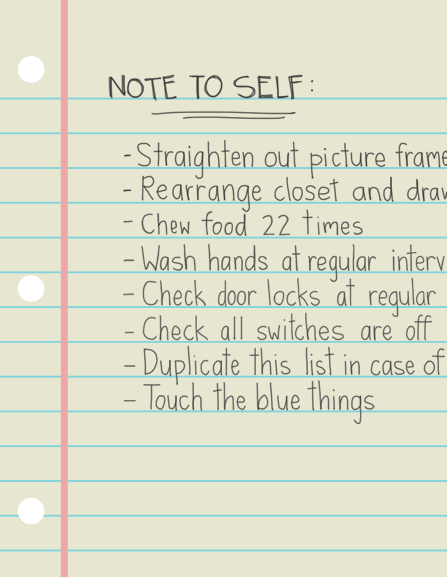 NOTE TO SELF:
- Straighten out picture frame
- Rearrange closet and draw
- Chew food 22 times
- Wash hands at regular interv
- Check door locks at regular
- Check all switches are off
- Duplicate this list in case of
- Touch the blue things